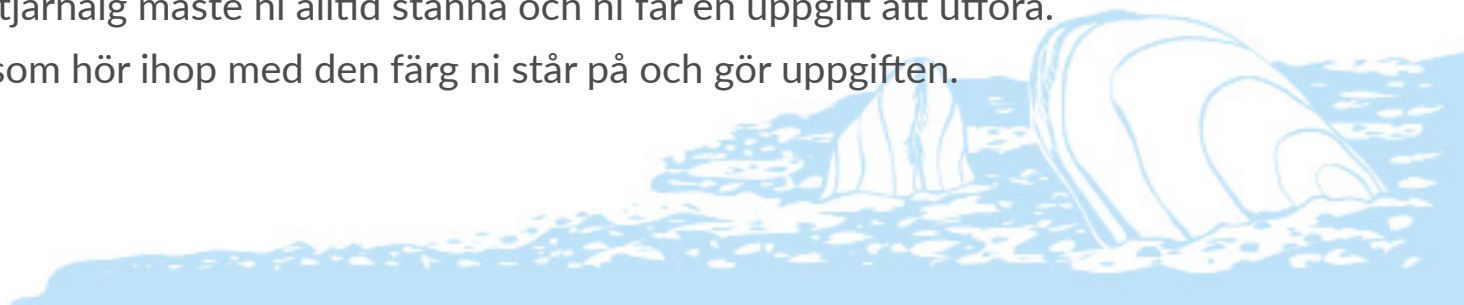 tjärnälg måste ni alltid stanna och ni får en uppgift att utföra.
som hör ihop med den färg ni står på och gör uppgiften.